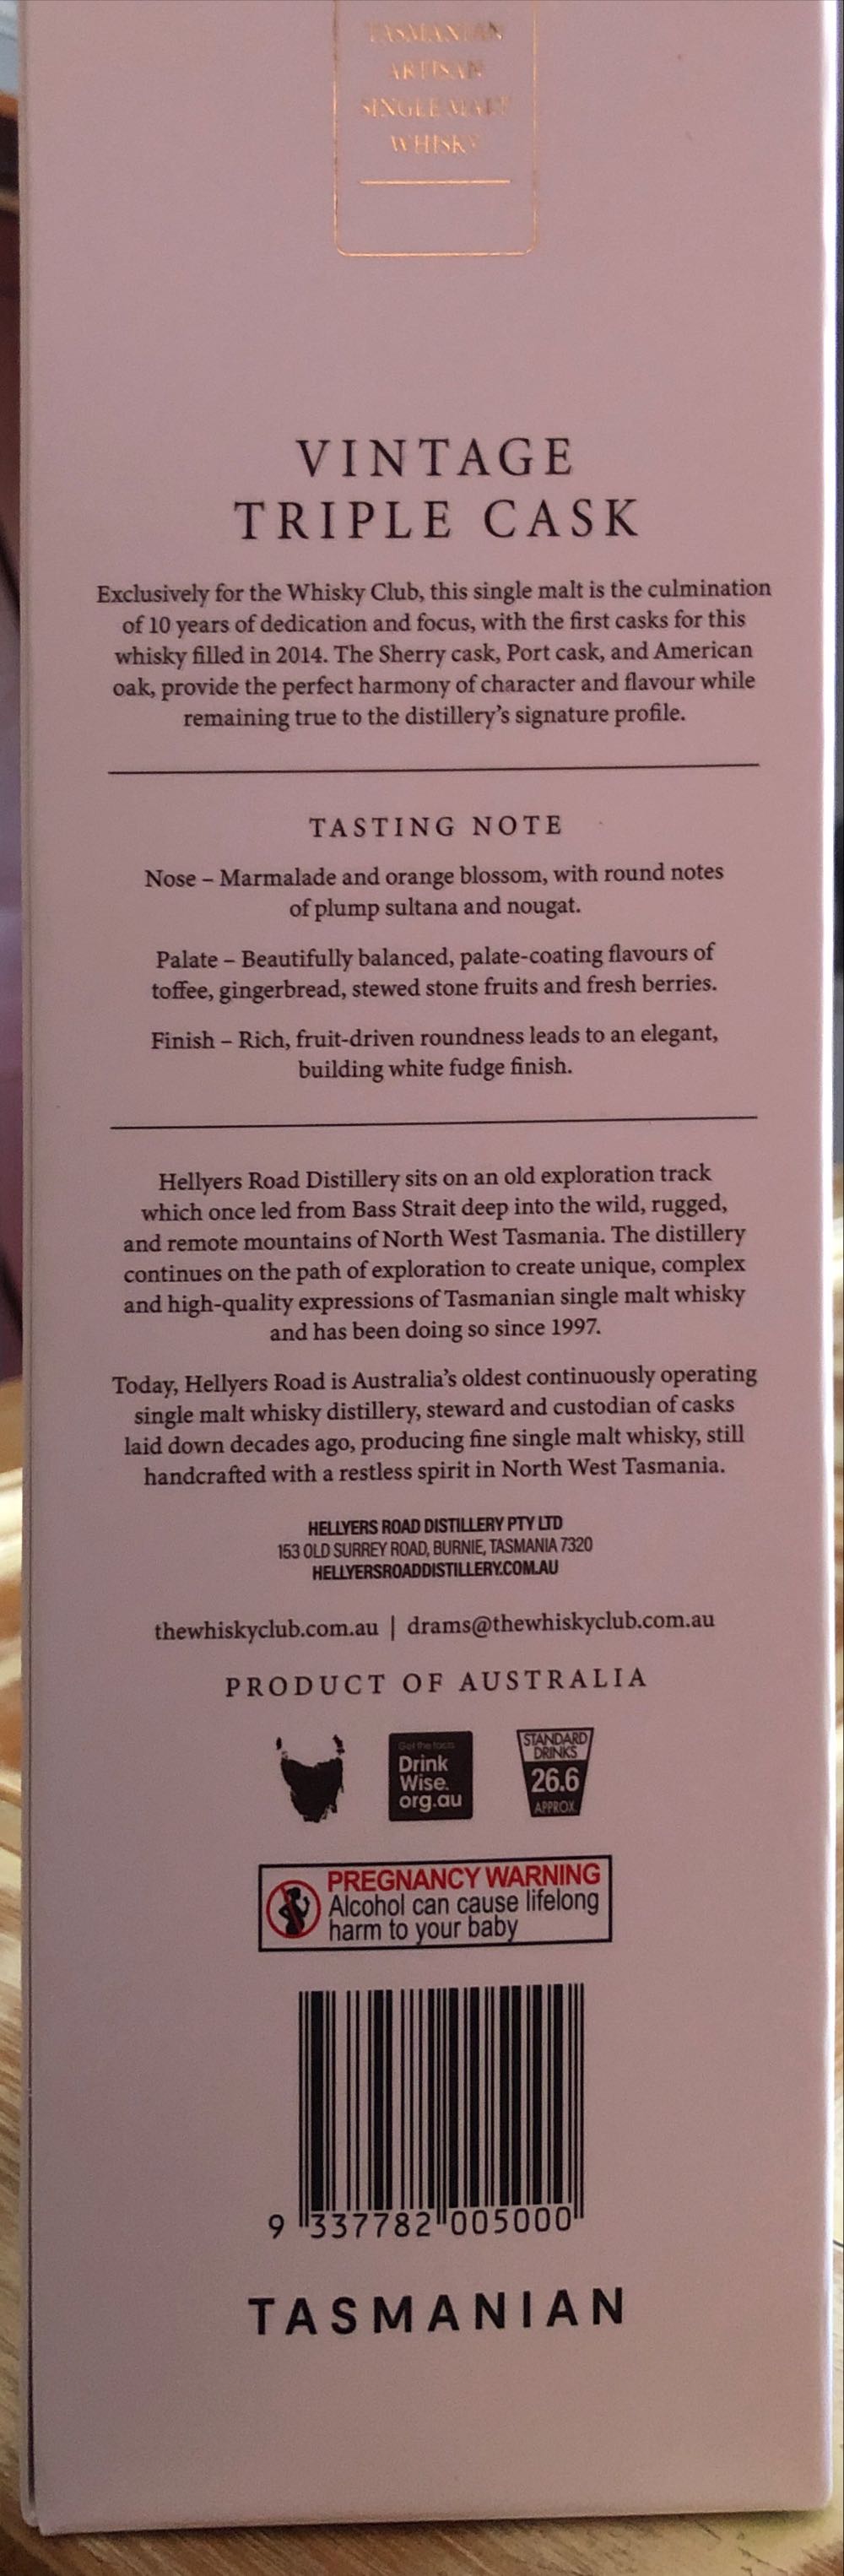 TASMANIAN
ARTISAN
SINGLE MALT
WHISKY
VINTAGE
TRIPLE CASK
Exclusively for the Whisky Club, this single malt is the culmination
of 10 years of dedication and focus, with the first casks for this
whisky filled in 2014. The Sherry cask, Port cask, and American
oak, provide the perfect harmony of character and flavour while
remaining true to the distillery's signature profile.
TASTING NOTE
Nose – Marmalade and orange blossom, with round notes
of plump sultana and nougat.
Palate – Beautifully balanced, palate-coating flavours of
toffee, gingerbread, stewed stone fruits and fresh berries.
Finish – Rich, fruit-driven roundness leads to an elegant,
building white fudge finish.
Hellyers Road Distillery sits on an old exploration track
which once led from Bass Strait deep into the wild, rugged,
and remote mountains of North West Tasmania. The distillery
continues on the path of exploration to create unique, complex
and high-quality expressions of Tasmanian single malt whisky
and has been doing so since 1997.
Today, Hellyers Road is Australia's oldest continuously operating
single malt whisky distillery, steward and custodian of casks
laid down decades ago, producing fine single malt whisky, still
handcrafted with a restless spirit in North West Tasmania.
HELLYERS ROAD DISTILLERY PTY LTD
153 OLD SURREY ROAD, BURNIE, TASMANIA 7320
HELLYERSROADDISTILLERY.COM.AU
thewhiskyclub.com.au | drams@thewhiskyclub.com.au
PRODUCT OF AUSTRALIA
Get the facts
Drink
Wise.
org.au
STANDARD
DRINKS
26.6
APPROX.
PREGNANCY WARNING
Alcohol can cause lifelong
harm to your baby
9 337782 005000
TASMANIAN